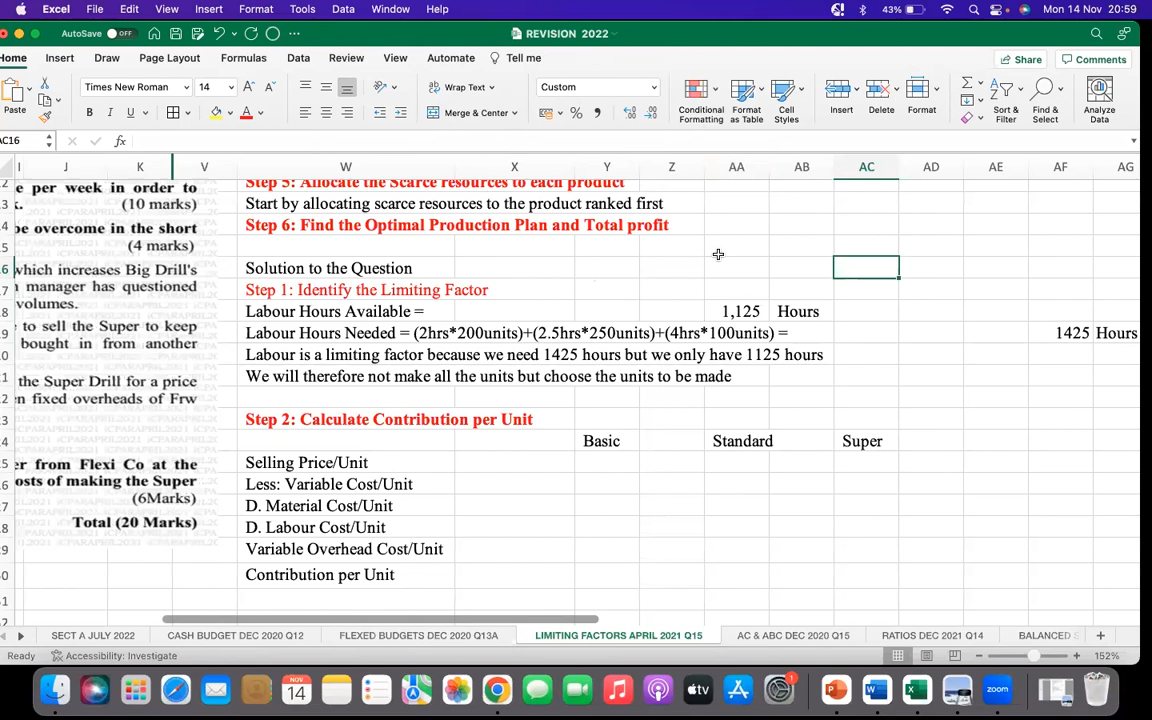 Excel File Edit View Insert Format Tools Data Window Help 43% Mon 14 Nov 20:59
AutoSave OFF REVISION 2022
Home Insert Draw Page Layout Formulas Data Review View Automate Tell me Share Comments
Paste Times New Roman 14 A A Wrap Text Custom Conditional Formatting Format as Table Cell Styles Insert Delete Format Sort & Filter Find & Select Analyze Data
B I U A Merge & Center %
AC16 fx
I J K V W X Y Z AA AB AC AD AE AF AG
e per week in order to
(10 marks)
be overcome in the short
(4 marks)
which increases Big Drill's
manager has questioned
volumes.
e to sell the Super to keep
bought in from another
the Super Drill for a price
en fixed overheads of Frw
er from Flexi Co at the
osts of making the Super
(6Marks)
Total (20 Marks)
Step 5: Allocate the Scarce resources to each product
Start by allocating scarce resources to the product ranked first
Step 6: Find the Optimal Production Plan and Total profit
Solution to the Question
Step 1: Identify the Limiting Factor
Labour Hours Available = 1,125 Hours
Labour Hours Needed = (2hrs*200units)+(2.5hrs*250units)+(4hrs*100units) = 1425 Hours
Labour is a limiting factor because we need 1425 hours but we only have 1125 hours
We will therefore not make all the units but choose the units to be made
Step 2: Calculate Contribution per Unit
Basic Standard Super
Selling Price/Unit
Less: Variable Cost/Unit
D. Material Cost/Unit
D. Labour Cost/Unit
Variable Overhead Cost/Unit
Contribution per Unit
SECT A JULY 2022 CASH BUDGET DEC 2020 Q12 FLEXED BUDGETS DEC 2020 Q13A LIMITING FACTORS APRIL 2021 Q15 AC & ABC DEC 2020 Q15 RATIOS DEC 2021 Q14 BALANCED
Ready Accessibility: Investigate 152%
NOV
14
tv
1
zoom